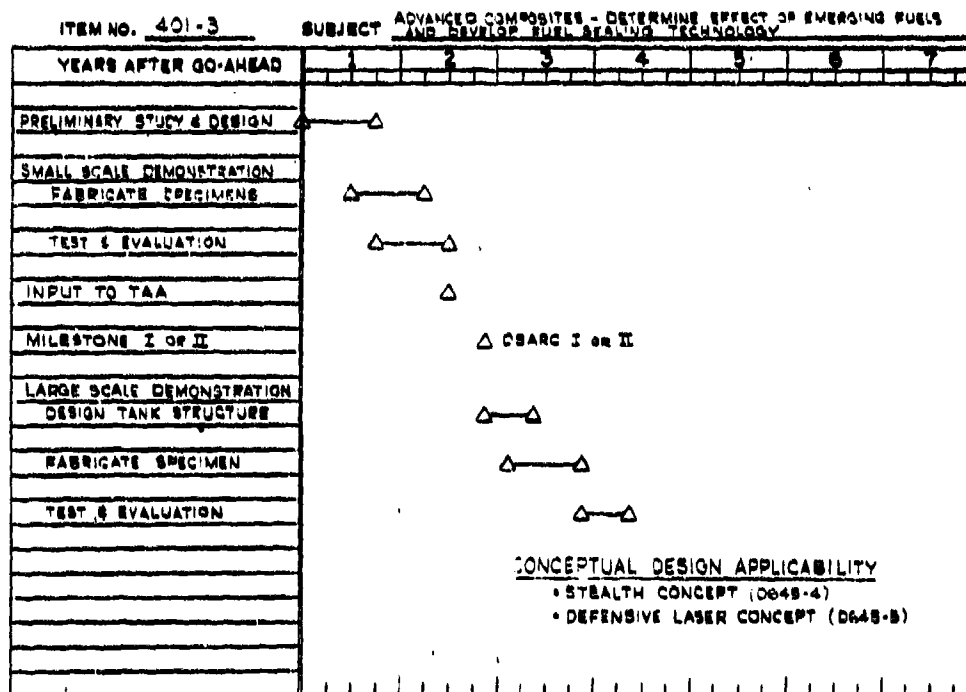 ITEM NO. 401-3 SUBJECT ADVANCED COMPOSITES - DETERMINE EFFECT OF EMERGING FUELS
AND DEVELOP FUEL SEALING TECHNOLOGY
YEARS AFTER GO-AHEAD 1 2 3 4 5 6 7
PRELIMINARY STUDY & DESIGN
SMALL SCALE DEMONSTRATION
FABRICATE SPECIMENS
TEST & EVALUATION
INPUT TO TAA
MILESTONE I OR II DSARC I OR II
LARGE SCALE DEMONSTRATION
DESIGN TANK STRUCTURE
FABRICATE SPECIMEN
TEST & EVALUATION
CONCEPTUAL DESIGN APPLICABILITY
• STEALTH CONCEPT (D645-4)
• DEFENSIVE LASER CONCEPT (D645-5)